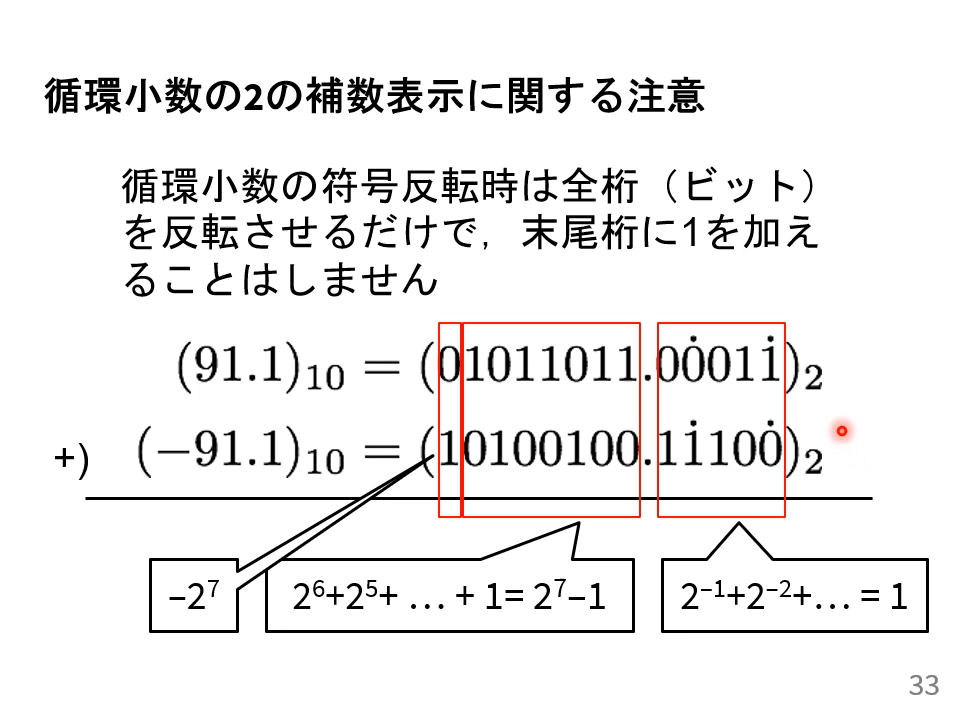 循環小数の2の補数表示に関する注意
循環小数の符号反転時は全桁（ビット）
を反転させるだけで，末尾桁に1を加え
ることはしません
(91.1)₁₀ = (01011011.00̇011̇)₂
+) (−91.1)₁₀ = (10100100.11̇100̇)₂
–2⁷
2⁶+2⁵+ … + 1= 2⁷–1
2⁻¹+2⁻²+… = 1
33